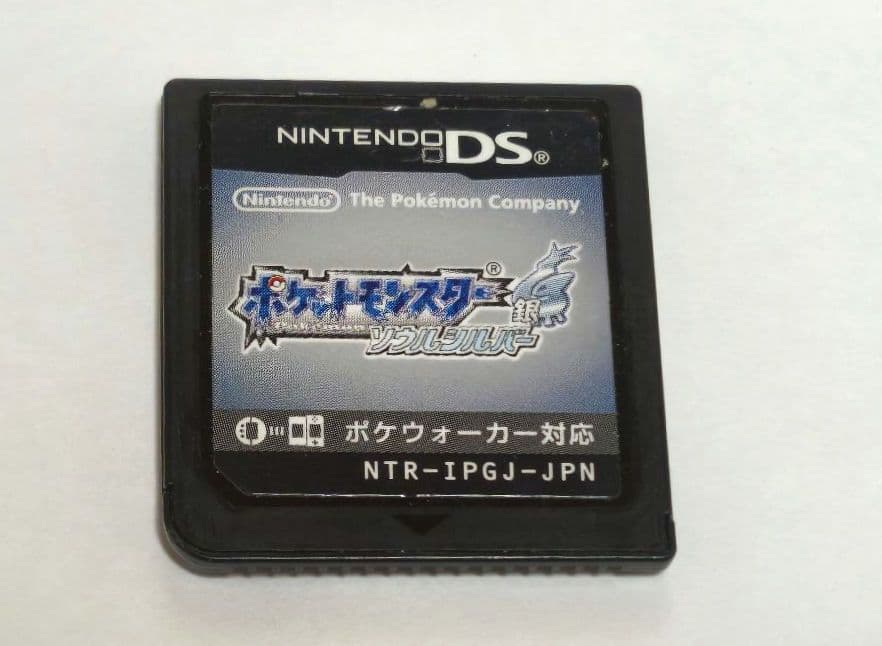 NINTENDO DS®
Nintendo® The Pokémon Company
ポケットモンスター®
Pokémon
銀
ソウルシルバー
ポケウォーカー対応
NTR-IPGJ-JPN